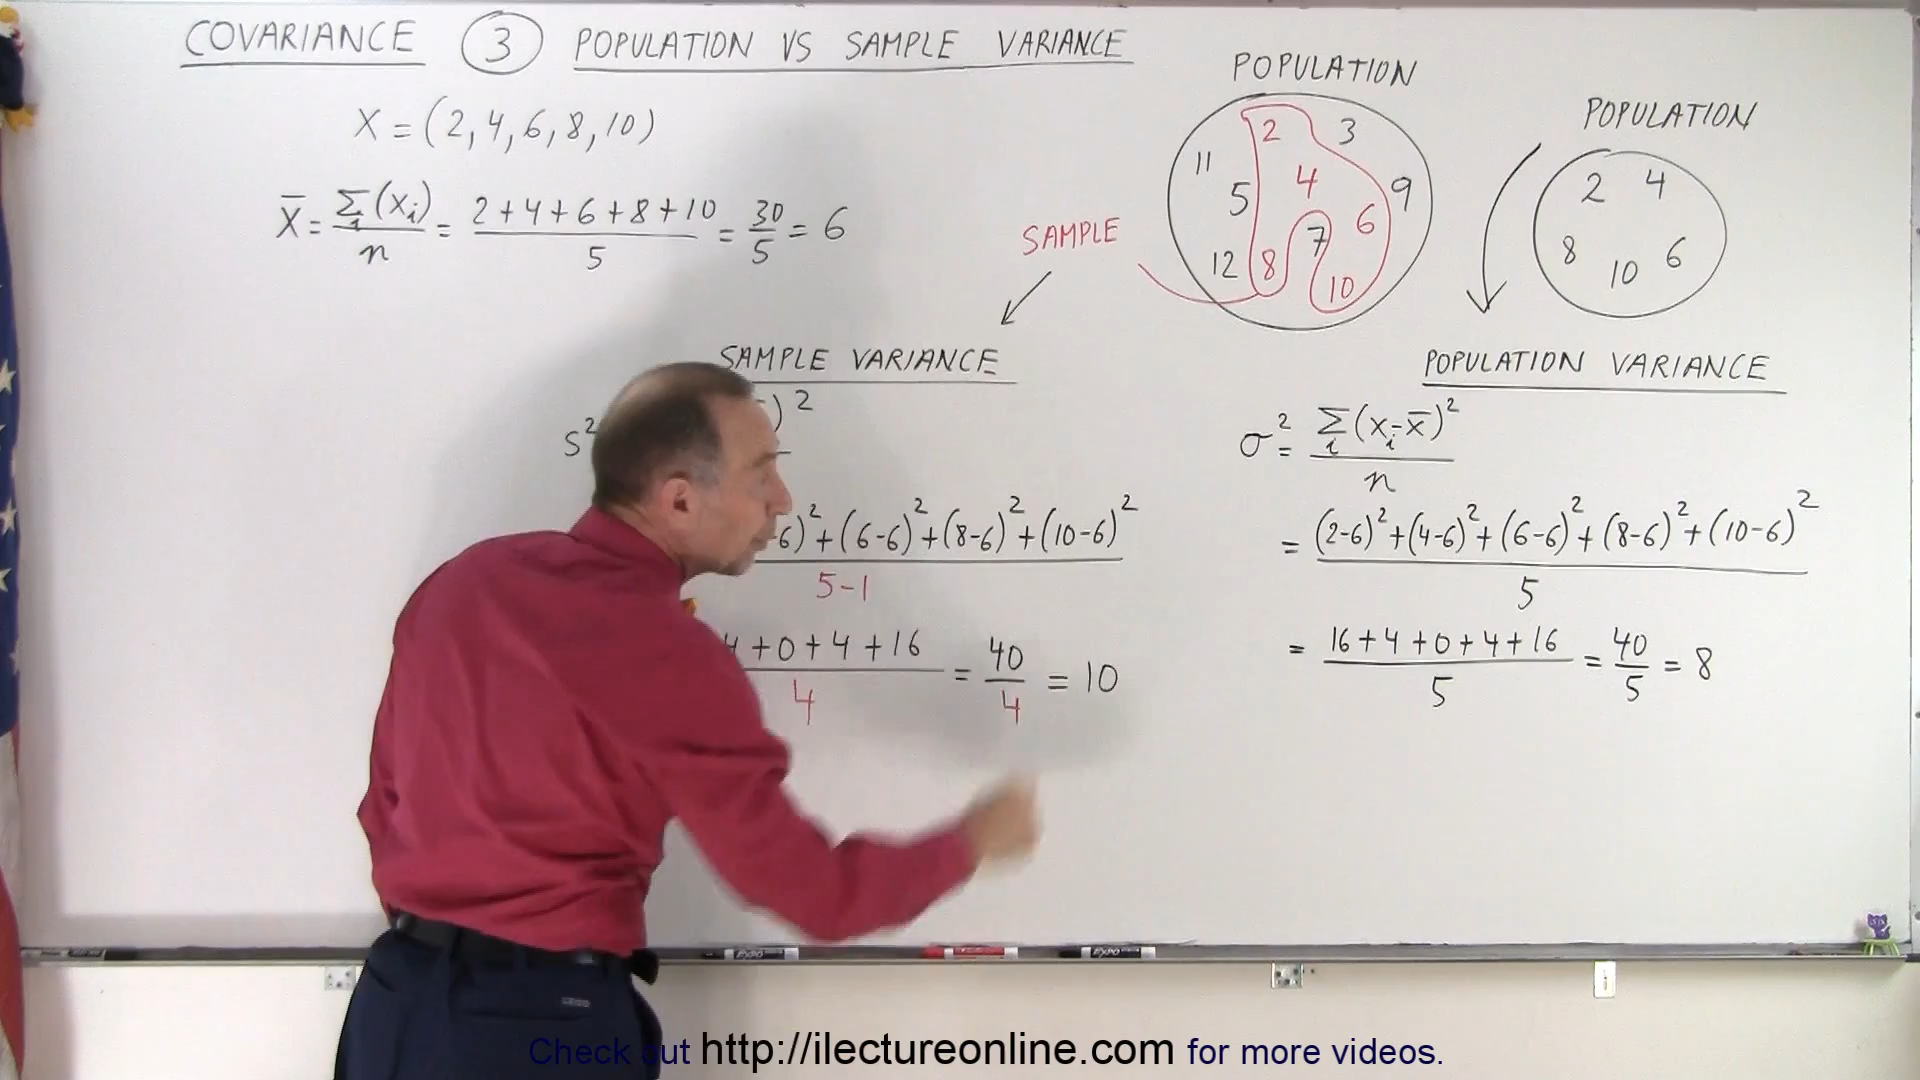 COVARIANCE ③ POPULATION VS SAMPLE VARIANCE
X = (2, 4, 6, 8, 10)
X̄ = Σᵢ(xᵢ) / n = (2 + 4 + 6 + 8 + 10) / 5 = 30/5 = 6
POPULATION
2 3
11 5 4 9
6
12 8 7
10
SAMPLE
POPULATION
2 4
8 10 6
SAMPLE VARIANCE
S²
)²
-6)² + (6-6)² + (8-6)² + (10-6)²
5-1
4 + 0 + 4 + 16 / 4 = 40/4 = 10
POPULATION VARIANCE
σ² = Σᵢ(xᵢ - x̄)² / n
= ((2-6)² + (4-6)² + (6-6)² + (8-6)² + (10-6)²) / 5
= (16 + 4 + 0 + 4 + 16) / 5 = 40/5 = 8
EXPO EXPO
Check out http://ilectureonline.com for more videos.